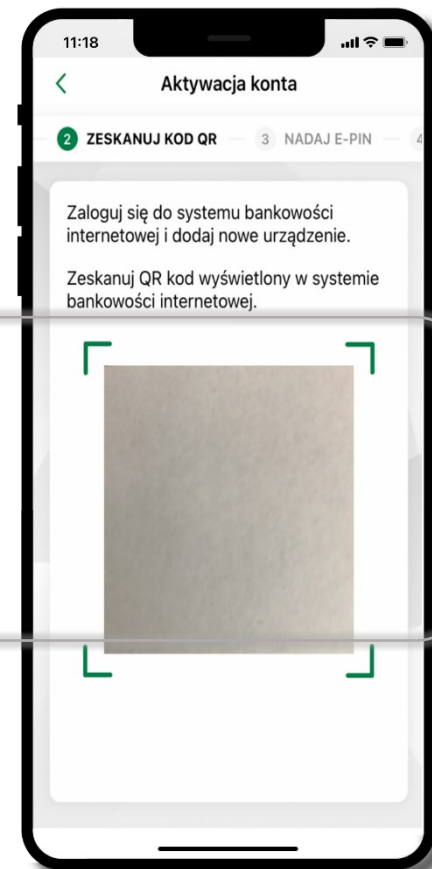 11:18
Aktywacja konta
2 ZESKANUJ KOD QR 3 NADAJ E-PIN 4
Zaloguj się do systemu bankowości
internetowej i dodaj nowe urządzenie.
Zeskanuj QR kod wyświetlony w systemie
bankowości internetowej.